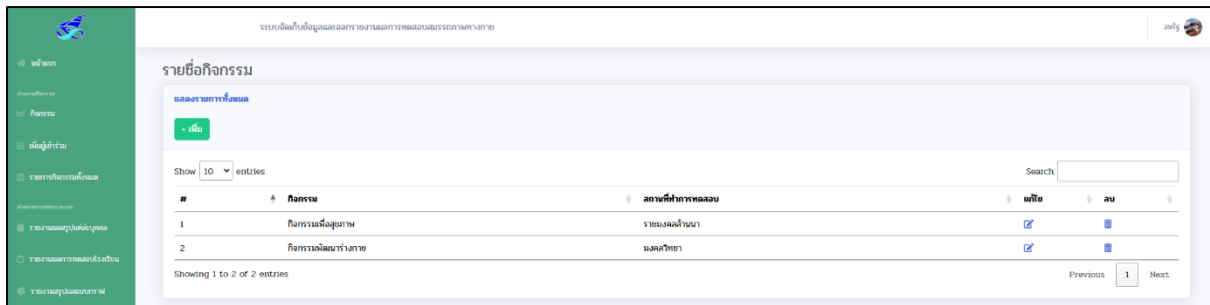 ระบบจัดเก็บข้อมูลและออกรายงานผลการทดสอบสมรรถภาพทางกาย
หน้าแรก
กิจกรรม
เพิ่มผู้เข้าร่วม
รายการกิจกรรมทั้งหมด
รายงานผลสรุปแต่ละบุคคล
รายงานผลการทดสอบโรงเรียน
รายงานสรุปผลแบบกราฟ
รายชื่อกิจกรรม
แสดงรายการทั้งหมด
+ เพิ่ม
Show 10 entries Search:
# กิจกรรม สถานที่ทำการทดสอบ แก้ไข ลบ
1 กิจกรรมเพื่อสุขภาพ ราชมงคลล้านนา
2 กิจกรรมพัฒนาร่างกาย มงคลวิทยา
Showing 1 to 2 of 2 entries Previous 1 Next